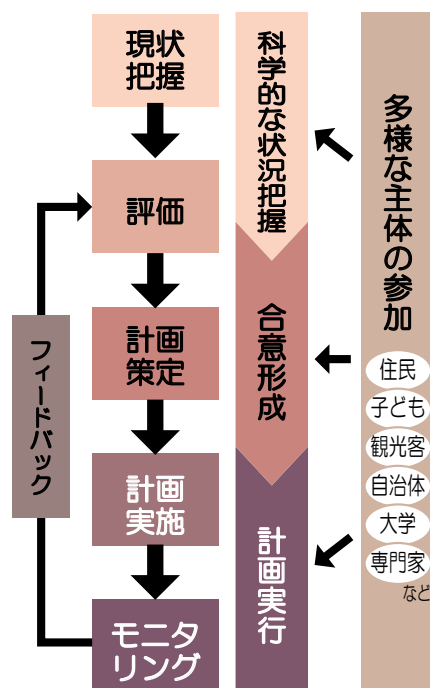 現状
把握
評価
計画
策定
計画
実施
モニタ
リング
フィードバック
科学的な状況把握
合意形成
計画実行
多様な主体の参加
住民
子ども
観光客
自治体
大学
専門家
など